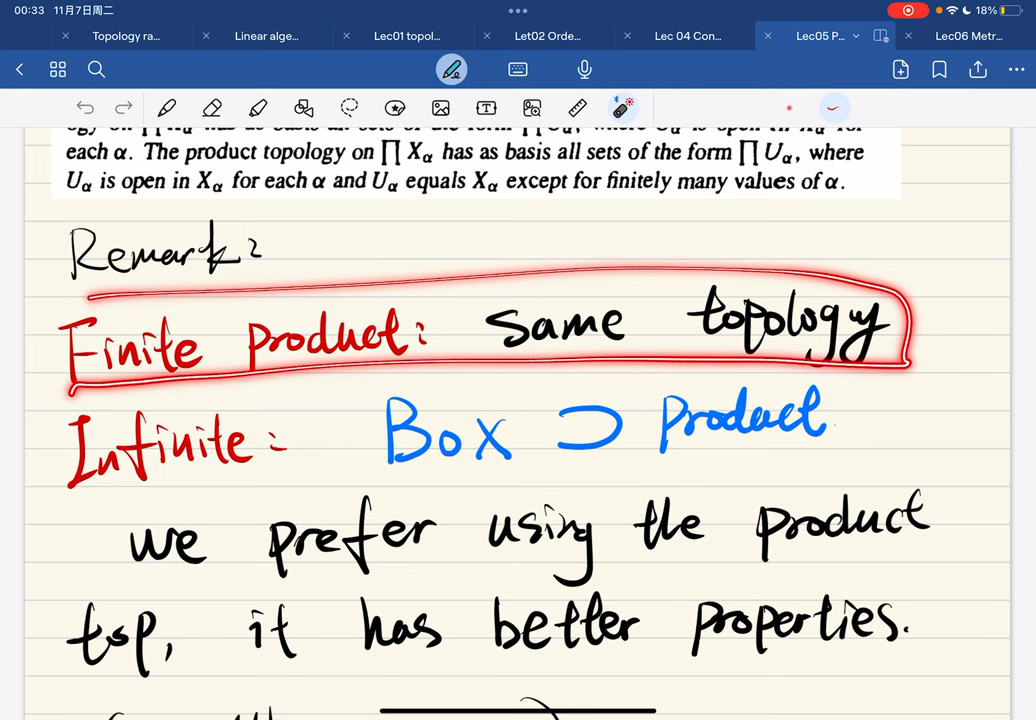 00:33 11月7日周二
18%
Topology ra...
Linear alge...
Lec01 topol...
Let02 Orde...
Lec 04 Con...
Lec05 P...
Lec06 Metr...
each α. The product topology on ∏ Xα has as basis all sets of the form ∏ Uα, where
Uα is open in Xα for each α and Uα equals Xα except for finitely many values of α.
Remark:
Finite product: same topology
Infinite: Box ⊃ product
we prefer using the product
top, it has better properties.